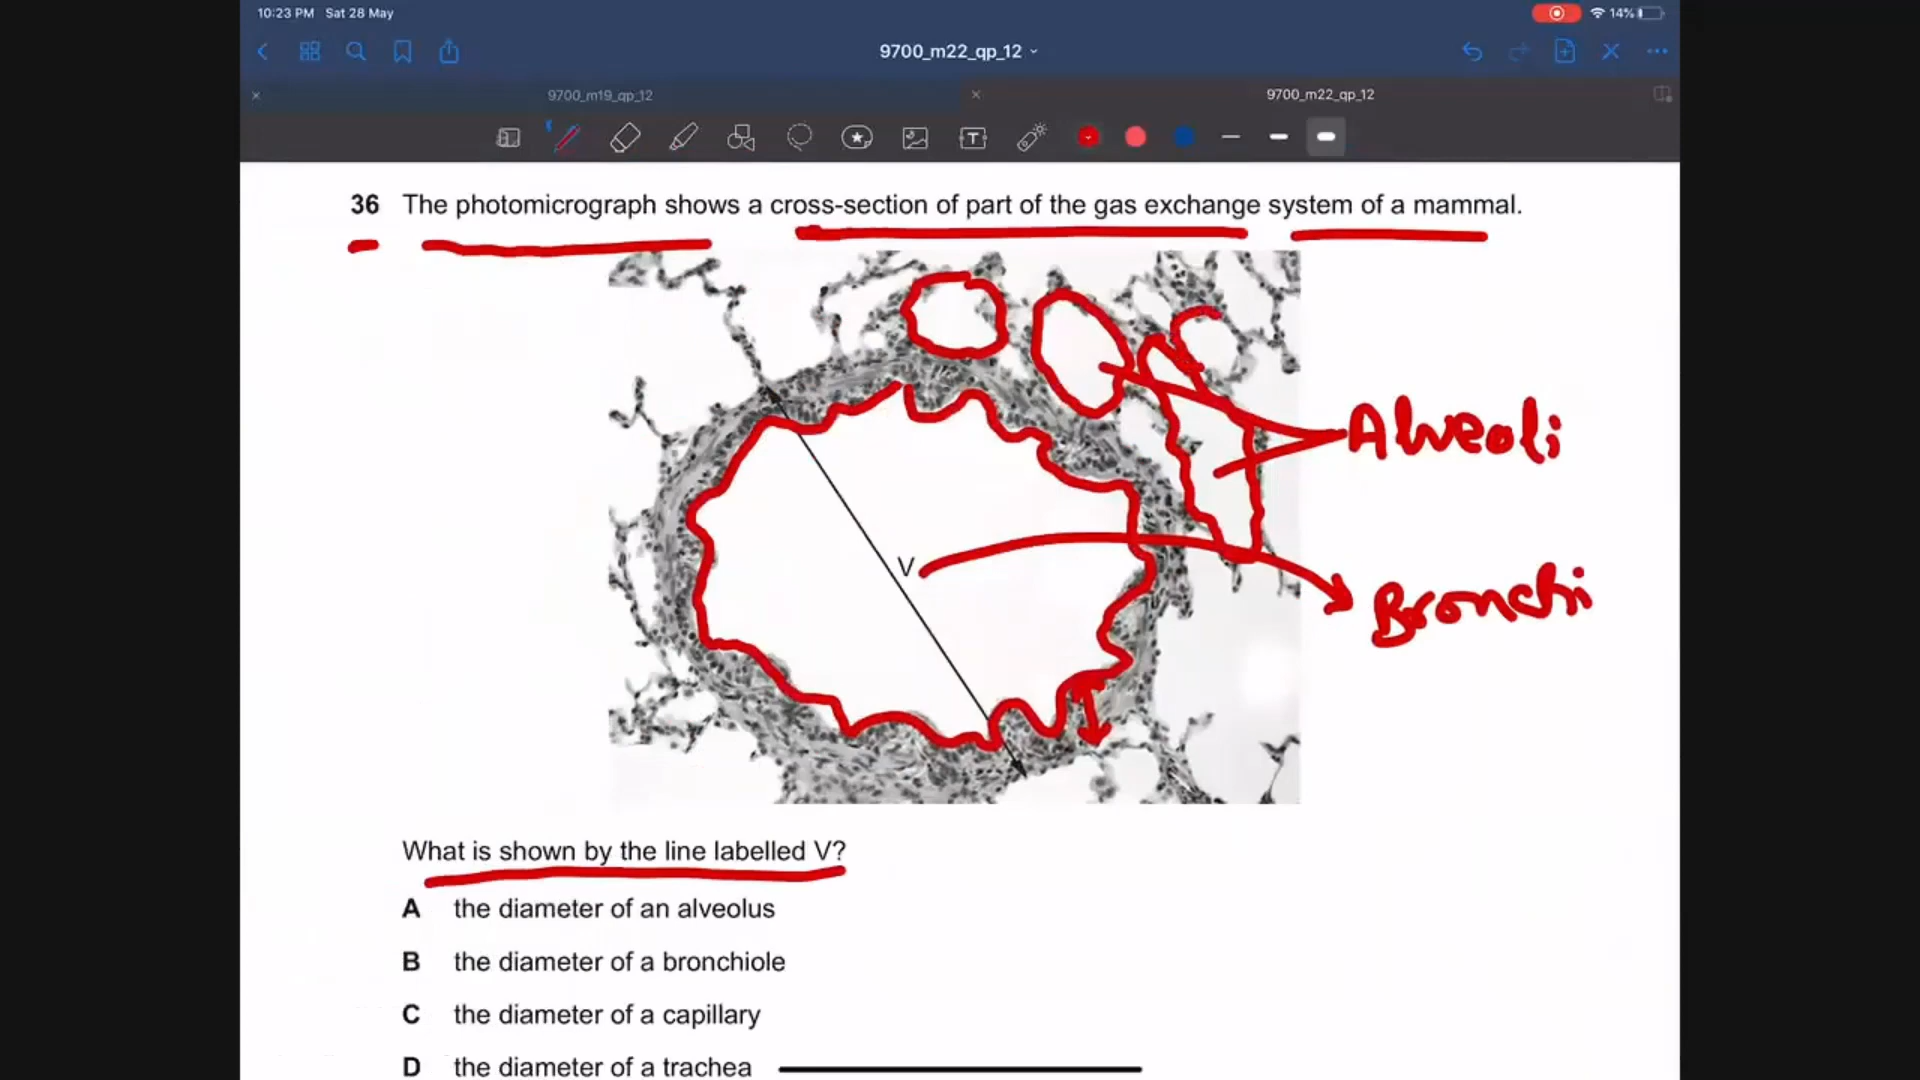 10:23 PM Sat 28 May
14%
9700_m22_qp_12
9700_m19_qp_12
9700_m22_qp_12
T
36 The photomicrograph shows a cross-section of part of the gas exchange system of a mammal.
Alveoli
V
Bronchi
What is shown by the line labelled V?
A the diameter of an alveolus
B the diameter of a bronchiole
C the diameter of a capillary
D the diameter of a trachea